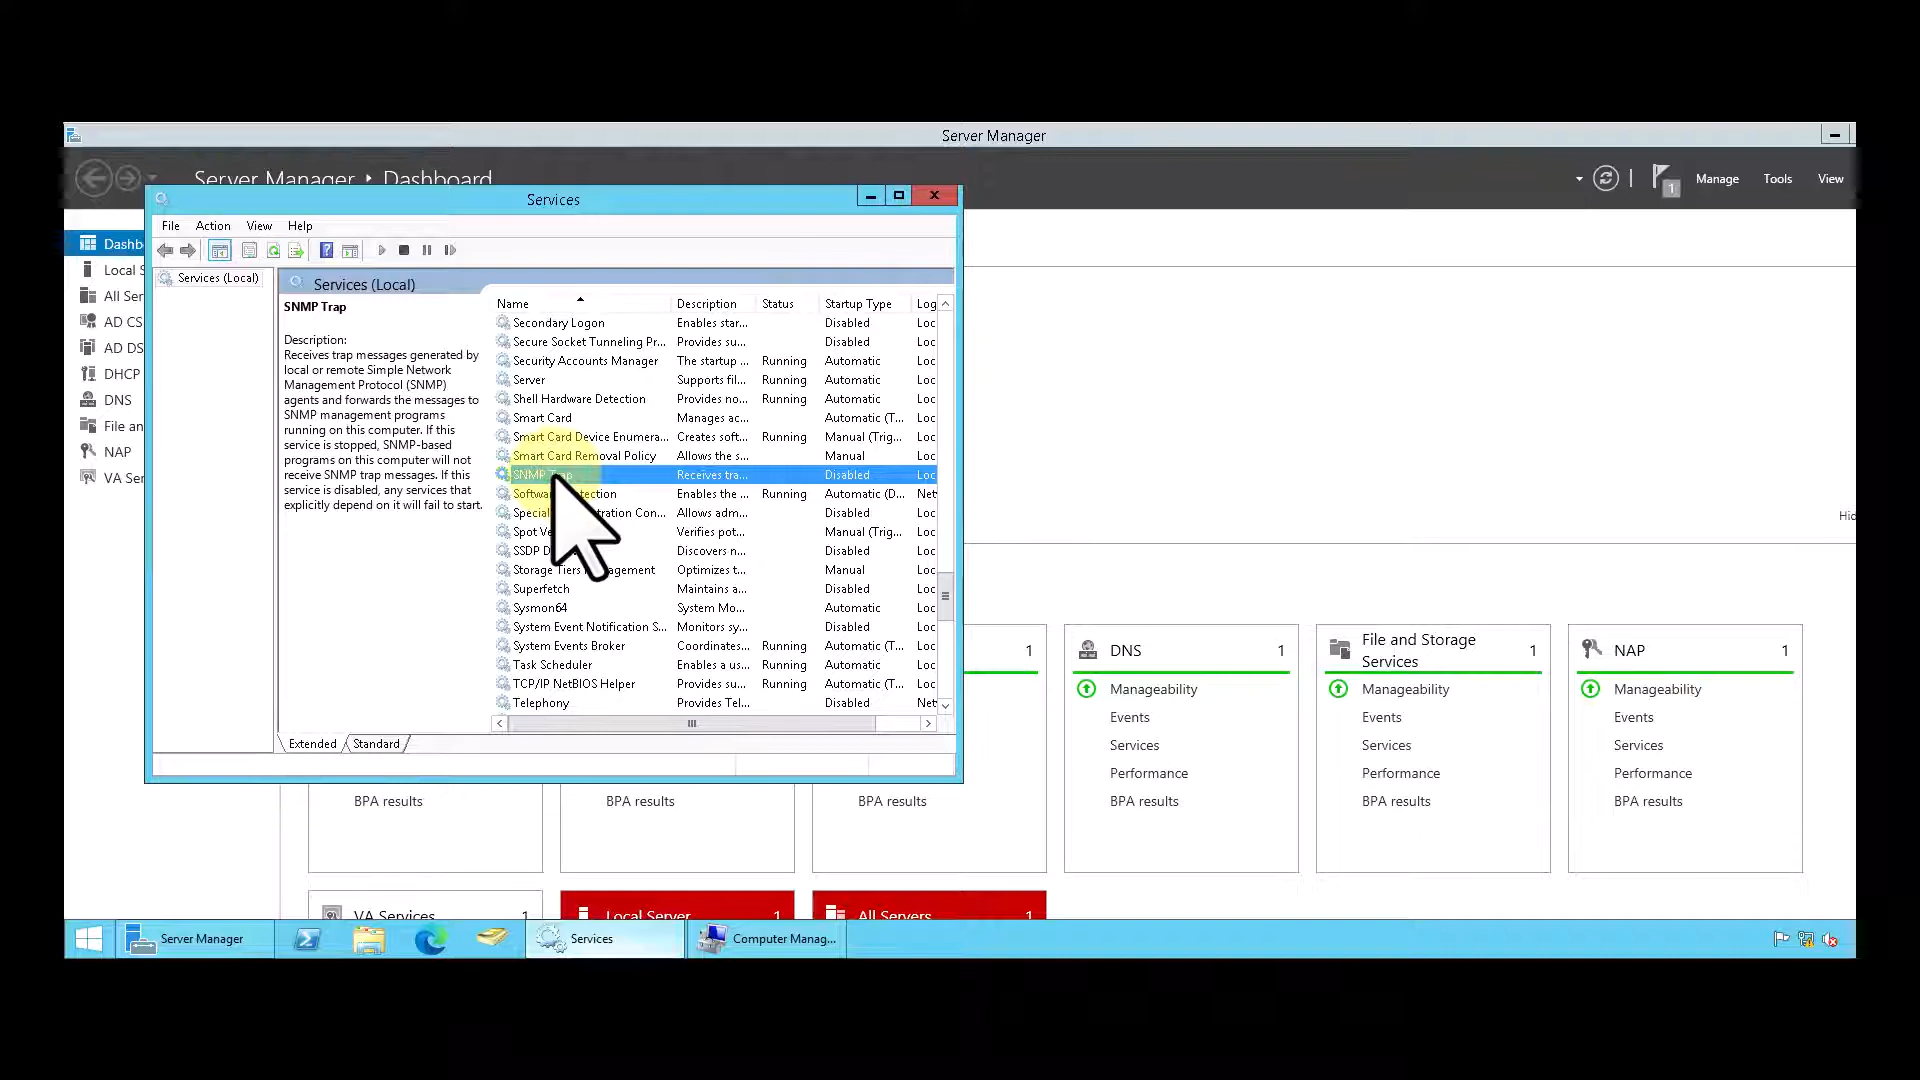 Server Manager
Server Manager • Dashboard
1
Manage
Tools
View
Services
File
Action
View
Help
Services (Local)
Services (Local)
SNMP Trap
Description:
Receives trap messages generated by
local or remote Simple Network
Management Protocol (SNMP)
agents and forwards the messages to
SNMP management programs
running on this computer. If this
service is stopped, SNMP-based
programs on this computer will not
receive SNMP trap messages. If this
service is disabled, any services that
explicitly depend on it will fail to start.
Name Description Status Startup Type Log
Secondary Logon Enables star... Disabled Loc
Secure Socket Tunneling Pr... Provides su... Disabled Loc
Security Accounts Manager The startup ... Running Automatic Loc
Server Supports fil... Running Automatic Loc
Shell Hardware Detection Provides no... Running Automatic Loc
Smart Card Manages ac... Automatic (T... Loc
Smart Card Device Enumera... Creates soft... Running Manual (Trig... Loc
Smart Card Removal Policy Allows the s... Manual Loc
SNMP Trap Receives tra... Disabled Loc
Software Enables the ... Running Automatic (D... Net
Special Con... Allows adm... Disabled Loc
Spot Verifies pot... Manual (Trig... Loc
SSDP Discovers n... Disabled Loc
Storage Tiers Optimizes t... Manual Loc
Superfetch Maintains a... Disabled Loc
Sysmon64 System Mo... Automatic Loc
System Event Notification S... Monitors sy... Disabled Loc
System Events Broker Coordinates... Running Automatic (T... Loc
Task Scheduler Enables a us... Running Automatic Loc
TCP/IP NetBIOS Helper Provides su... Running Automatic (T... Loc
Telephony Provides Tel... Disabled Net
Extended
Standard
Dashb
Local S
All Ser
AD CS
AD DS
DHCP
DNS
File an
NAP
VA Ser
Hid
1
DNS 1
Manageability
Events
Services
Performance
BPA results
File and Storage
Services
1
Manageability
Events
Services
Performance
BPA results
NAP 1
Manageability
Events
Services
Performance
BPA results
BPA results
BPA results
BPA results
VA Services 1
Local Server 1
All Servers 1
Server Manager
Services
Computer Manag...